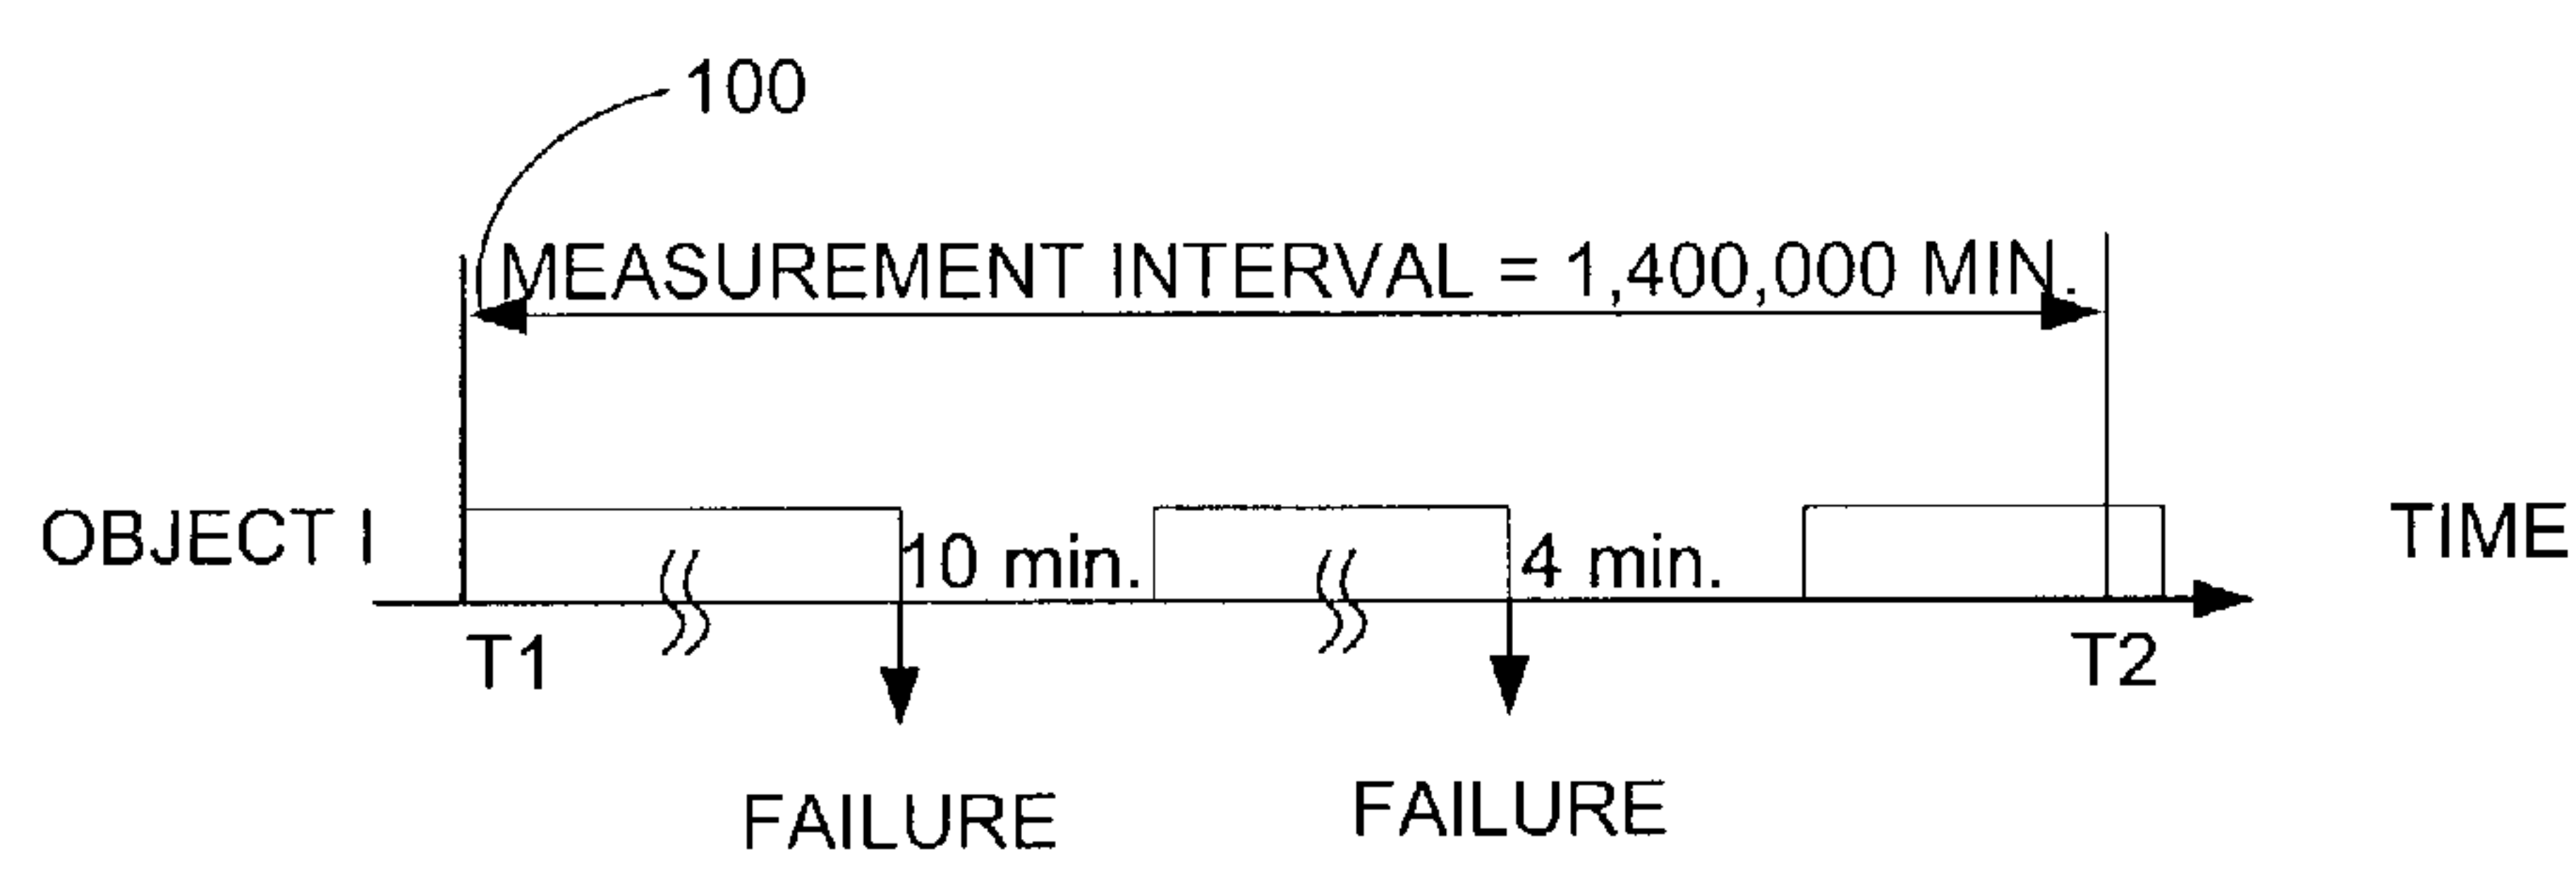 100
MEASUREMENT INTERVAL = 1,400,000 MIN.
OBJECT I 10 min. 4 min. TIME
T1 T2
FAILURE FAILURE